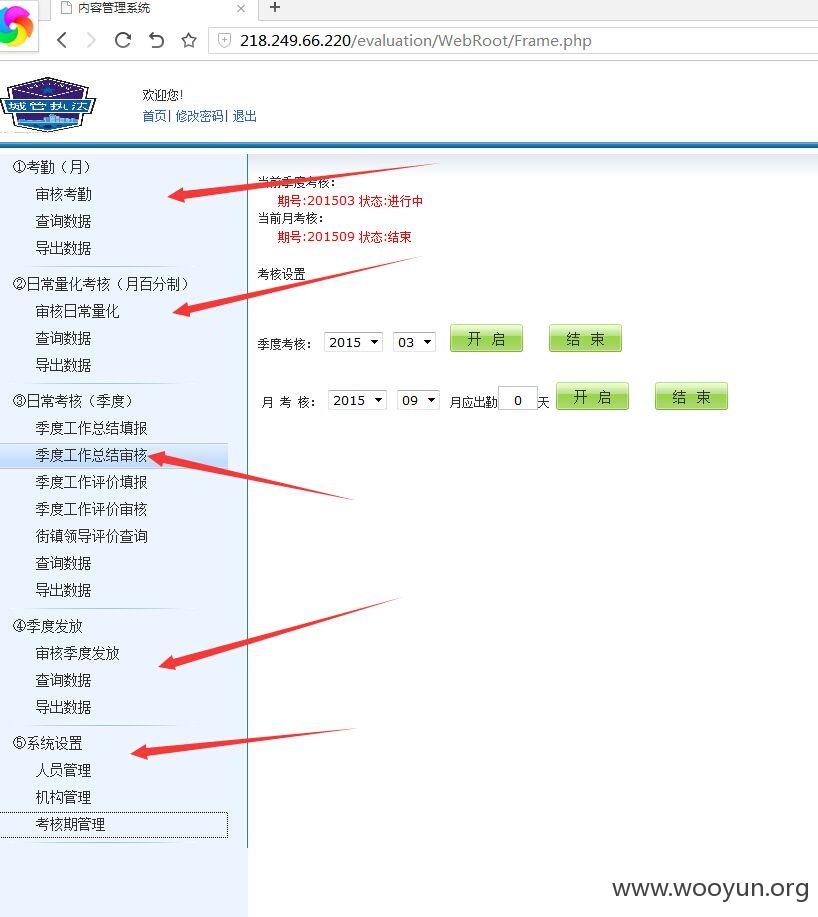 内容管理系统
218.249.66.220/evaluation/WebRoot/Frame.php
城管执法
欢迎您!
首页| 修改密码| 退出
①考勤（月）
审核考勤
查询数据
导出数据
②日常量化考核（月百分制）
审核日常量化
查询数据
导出数据
③日常考核（季度）
季度工作总结填报
季度工作总结审核
季度工作评价填报
季度工作评价审核
街镇领导评价查询
查询数据
导出数据
④季度发放
审核季度发放
查询数据
导出数据
⑤系统设置
人员管理
机构管理
考核期管理
当前季度考核:
期号:201503 状态:进行中
当前月考核:
期号:201509 状态:结束
考核设置
季度考核: 2015 03 开 启 结 束
月 考 核: 2015 09 月应出勤 0 天 开 启 结 束
www.wooyun.org